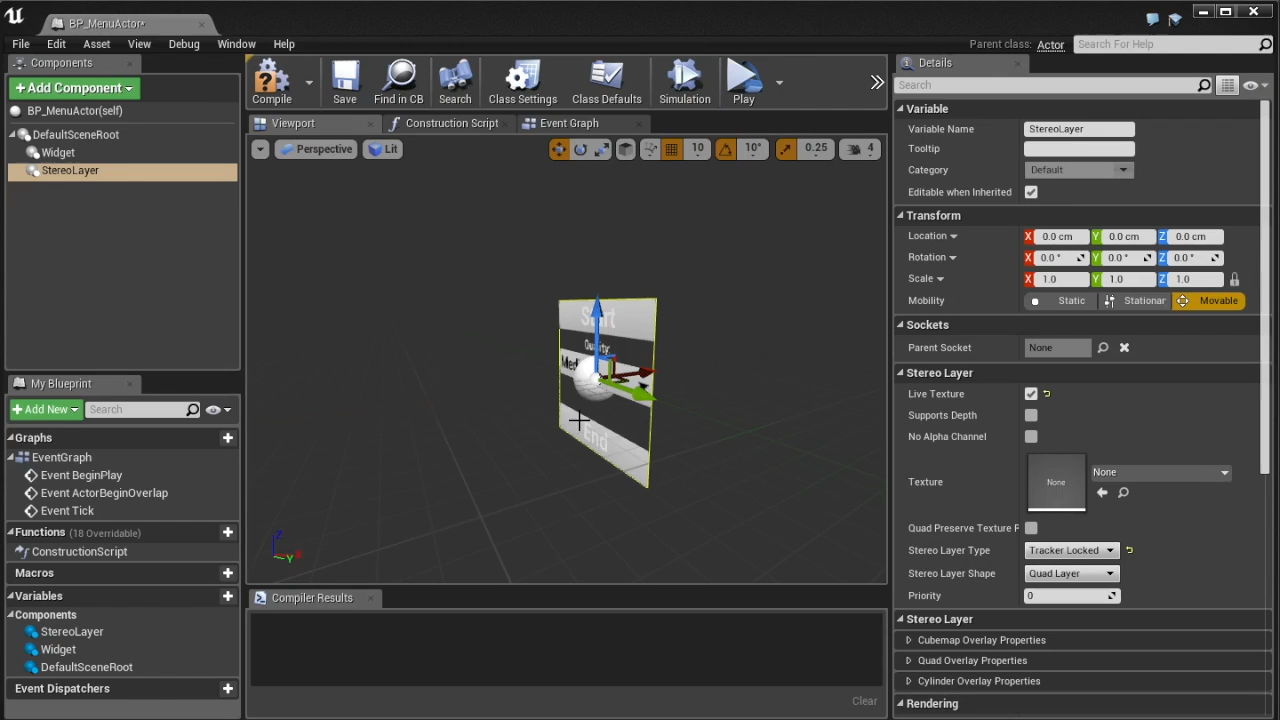 BP_MenuActor*
File Edit Asset View Debug Window Help
Parent class: Actor
Search For Help
Components
+Add Component
BP_MenuActor(self)
DefaultSceneRoot
Widget
StereoLayer
My Blueprint
+Add New
Search
Graphs
EventGraph
Event BeginPlay
Event ActorBeginOverlap
Event Tick
Functions (18 Overridable)
ConstructionScript
Macros
Variables
Components
StereoLayer
Widget
DefaultSceneRoot
Event Dispatchers
Compile Save Find in CB Search Class Settings Class Defaults Simulation Play
Viewport Construction Script Event Graph
Perspective Lit 10 10° 0.25 4
Start
Quality
End
Z
X
Y
Compiler Results
Clear
Details
Search
Variable
Variable Name StereoLayer
Tooltip
Category Default
Editable when Inherited
Transform
Location X 0.0 cm Y 0.0 cm Z 0.0 cm
Rotation X 0.0 ° Y 0.0 ° Z 0.0 °
Scale X 1.0 Y 1.0 Z 1.0
Mobility Static Stationar Movable
Sockets
Parent Socket None
Stereo Layer
Live Texture
Supports Depth
No Alpha Channel
Texture None None
Quad Preserve Texture R
Stereo Layer Type Tracker Locked
Stereo Layer Shape Quad Layer
Priority 0
Stereo Layer
Cubemap Overlay Properties
Quad Overlay Properties
Cylinder Overlay Properties
Rendering